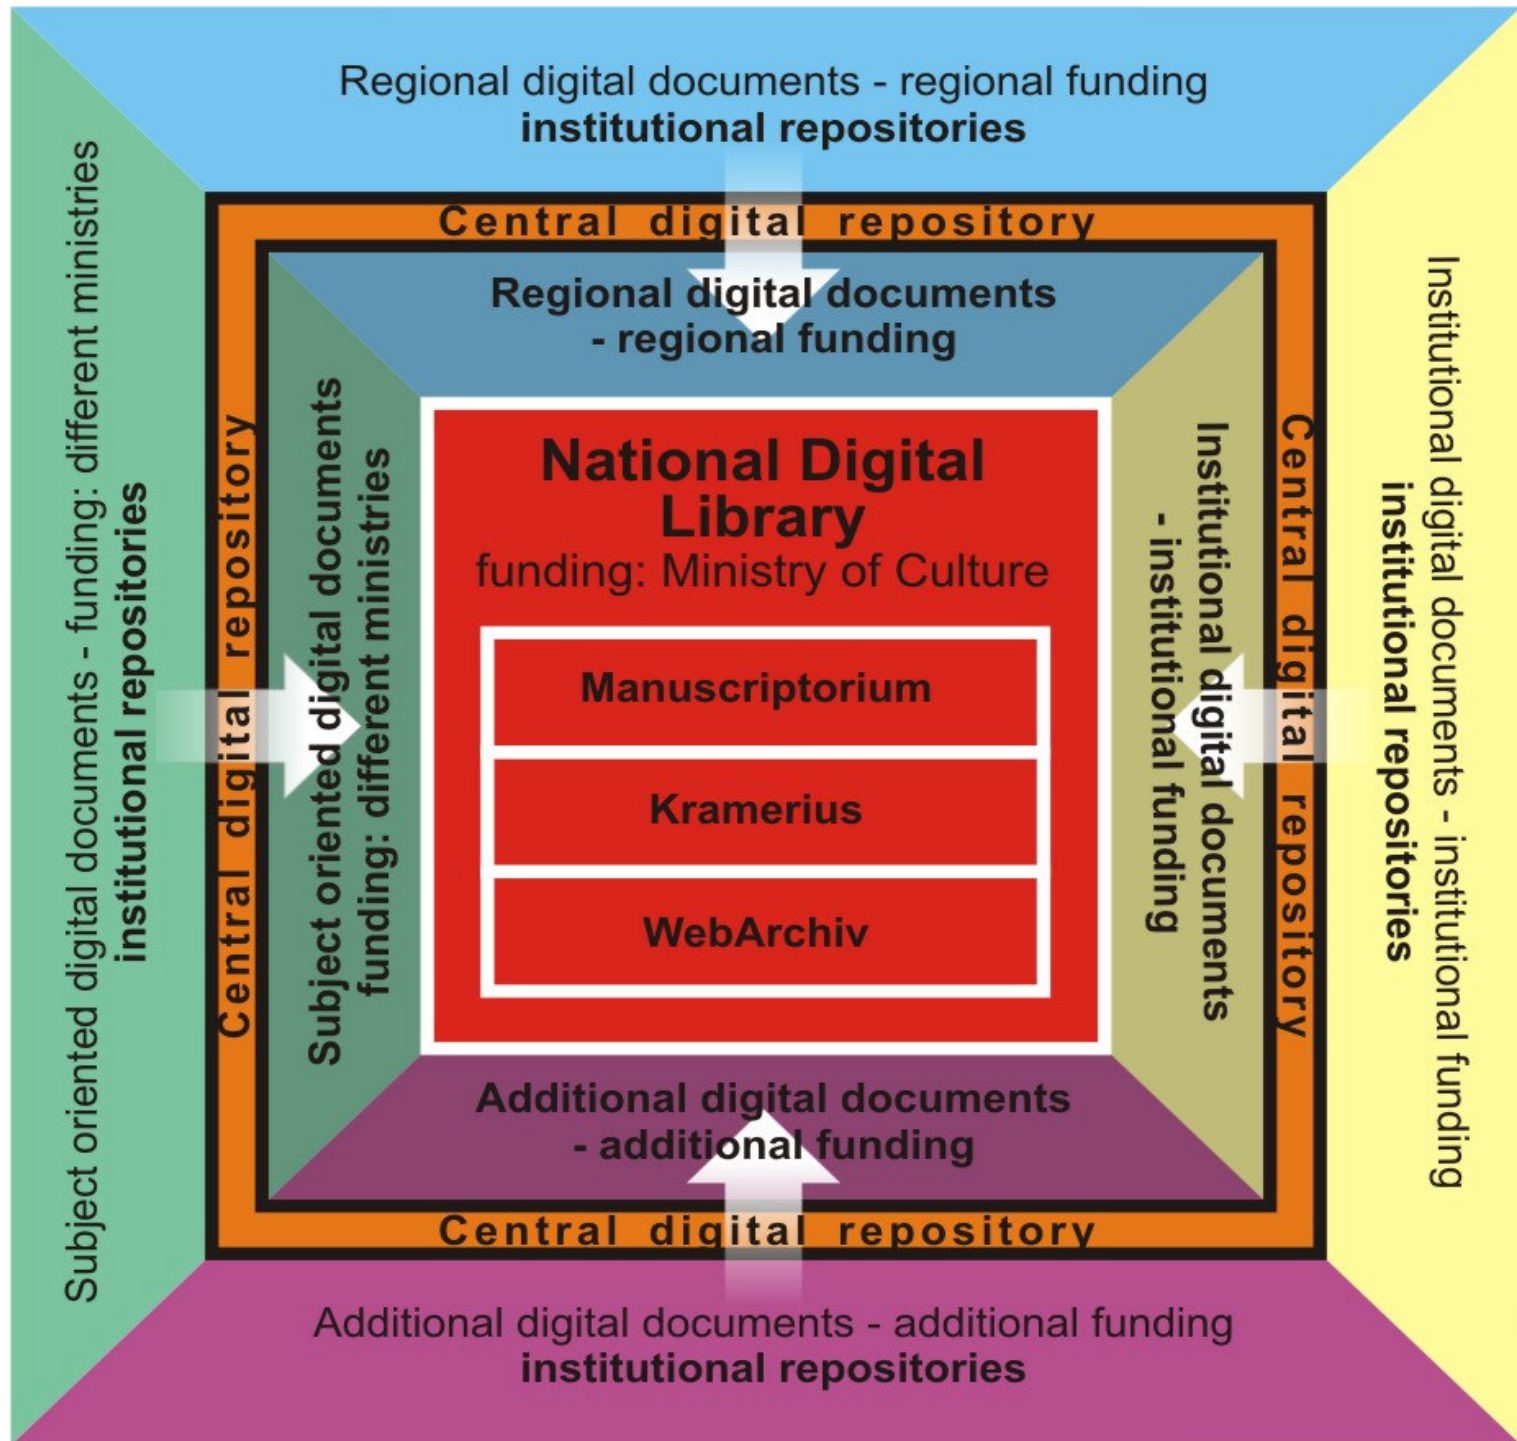 Regional digital documents - regional funding
institutional repositories
Central digital repository
Regional digital documents
- regional funding
Subject oriented digital documents - funding: different ministries
institutional repositories
Central digital repository
Subject oriented digital documents
funding: different ministries
National Digital
Library
funding: Ministry of Culture
Manuscriptorium
Kramerius
WebArchiv
Institutional digital documents
- institutional funding
Central digital repository
Institutional digital documents - institutional funding
institutional repositories
Additional digital documents
- additional funding
Central digital repository
Additional digital documents - additional funding
institutional repositories